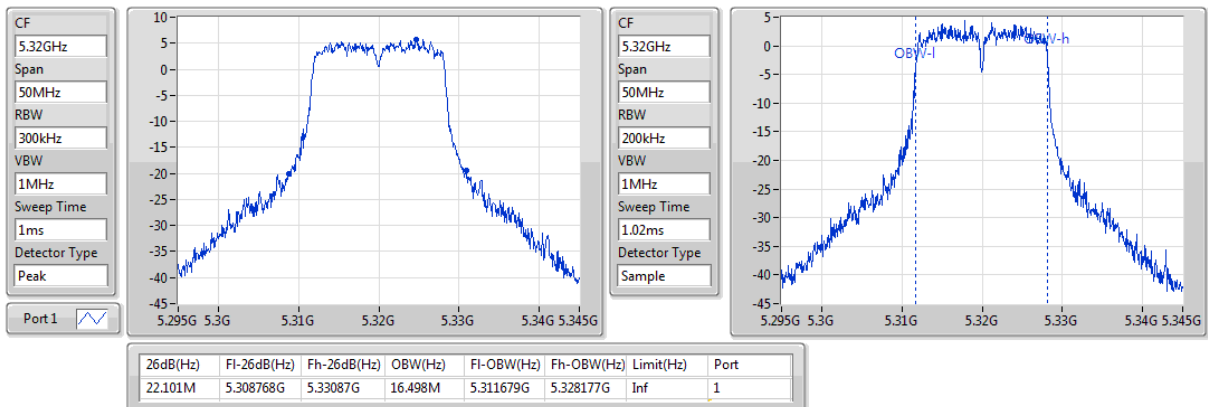 CF
5.32GHz
Span
50MHz
RBW
300kHz
VBW
1MHz
Sweep Time
1ms
Detector Type
Peak
Port 1
10
5
0
-5
-10
-15
-20
-25
-30
-35
-40
-45
5.295G 5.3G 5.31G 5.32G 5.33G 5.34G 5.345G
CF
5.32GHz
Span
50MHz
RBW
200kHz
VBW
1MHz
Sweep Time
1.02ms
Detector Type
Sample
5
0
-5
-10
-15
-20
-25
-30
-35
-40
-45
OBW-l
OBW-h
5.295G 5.3G 5.31G 5.32G 5.33G 5.34G 5.345G
26dB(Hz) Fl-26dB(Hz) Fh-26dB(Hz) OBW(Hz) Fl-OBW(Hz) Fh-OBW(Hz) Limit(Hz) Port
22.101M 5.308768G 5.33087G 16.498M 5.311679G 5.328177G Inf 1